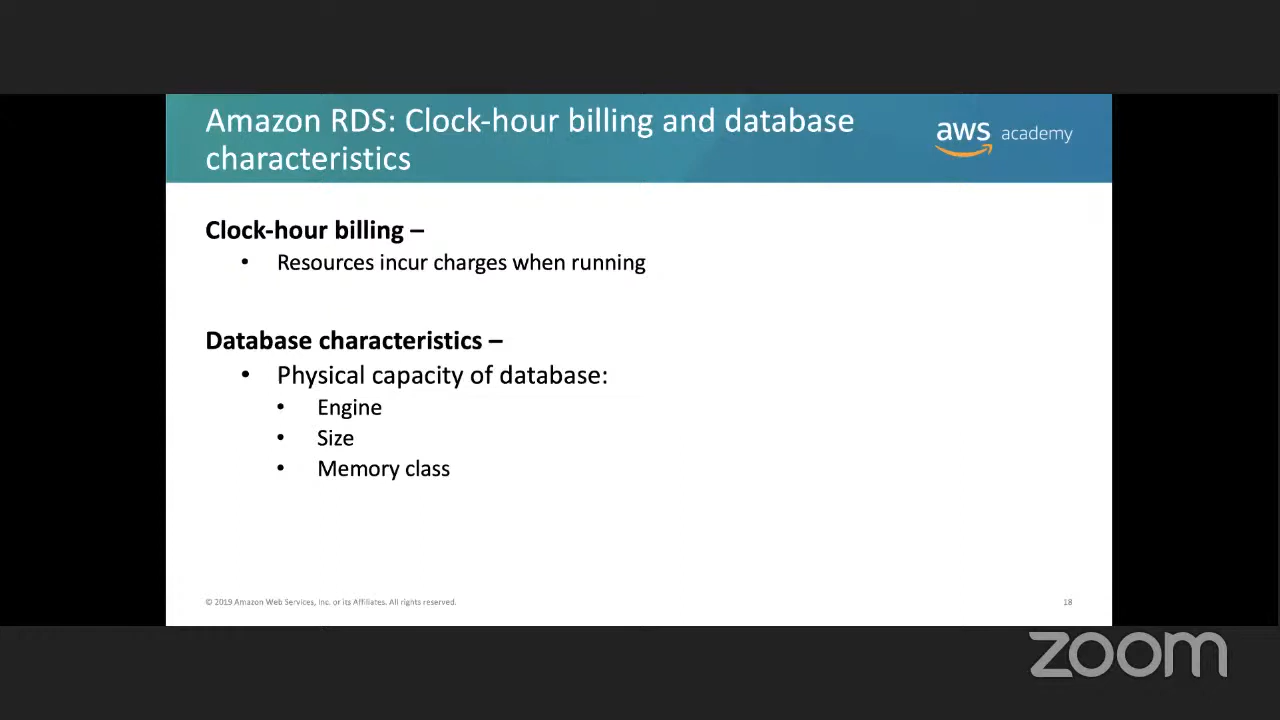 Amazon RDS: Clock-hour billing and database
characteristics
aws academy
Clock-hour billing –
• Resources incur charges when running
Database characteristics –
• Physical capacity of database:
• Engine
• Size
• Memory class
© 2019 Amazon Web Services, Inc. or its Affiliates. All rights reserved.
18
zoom